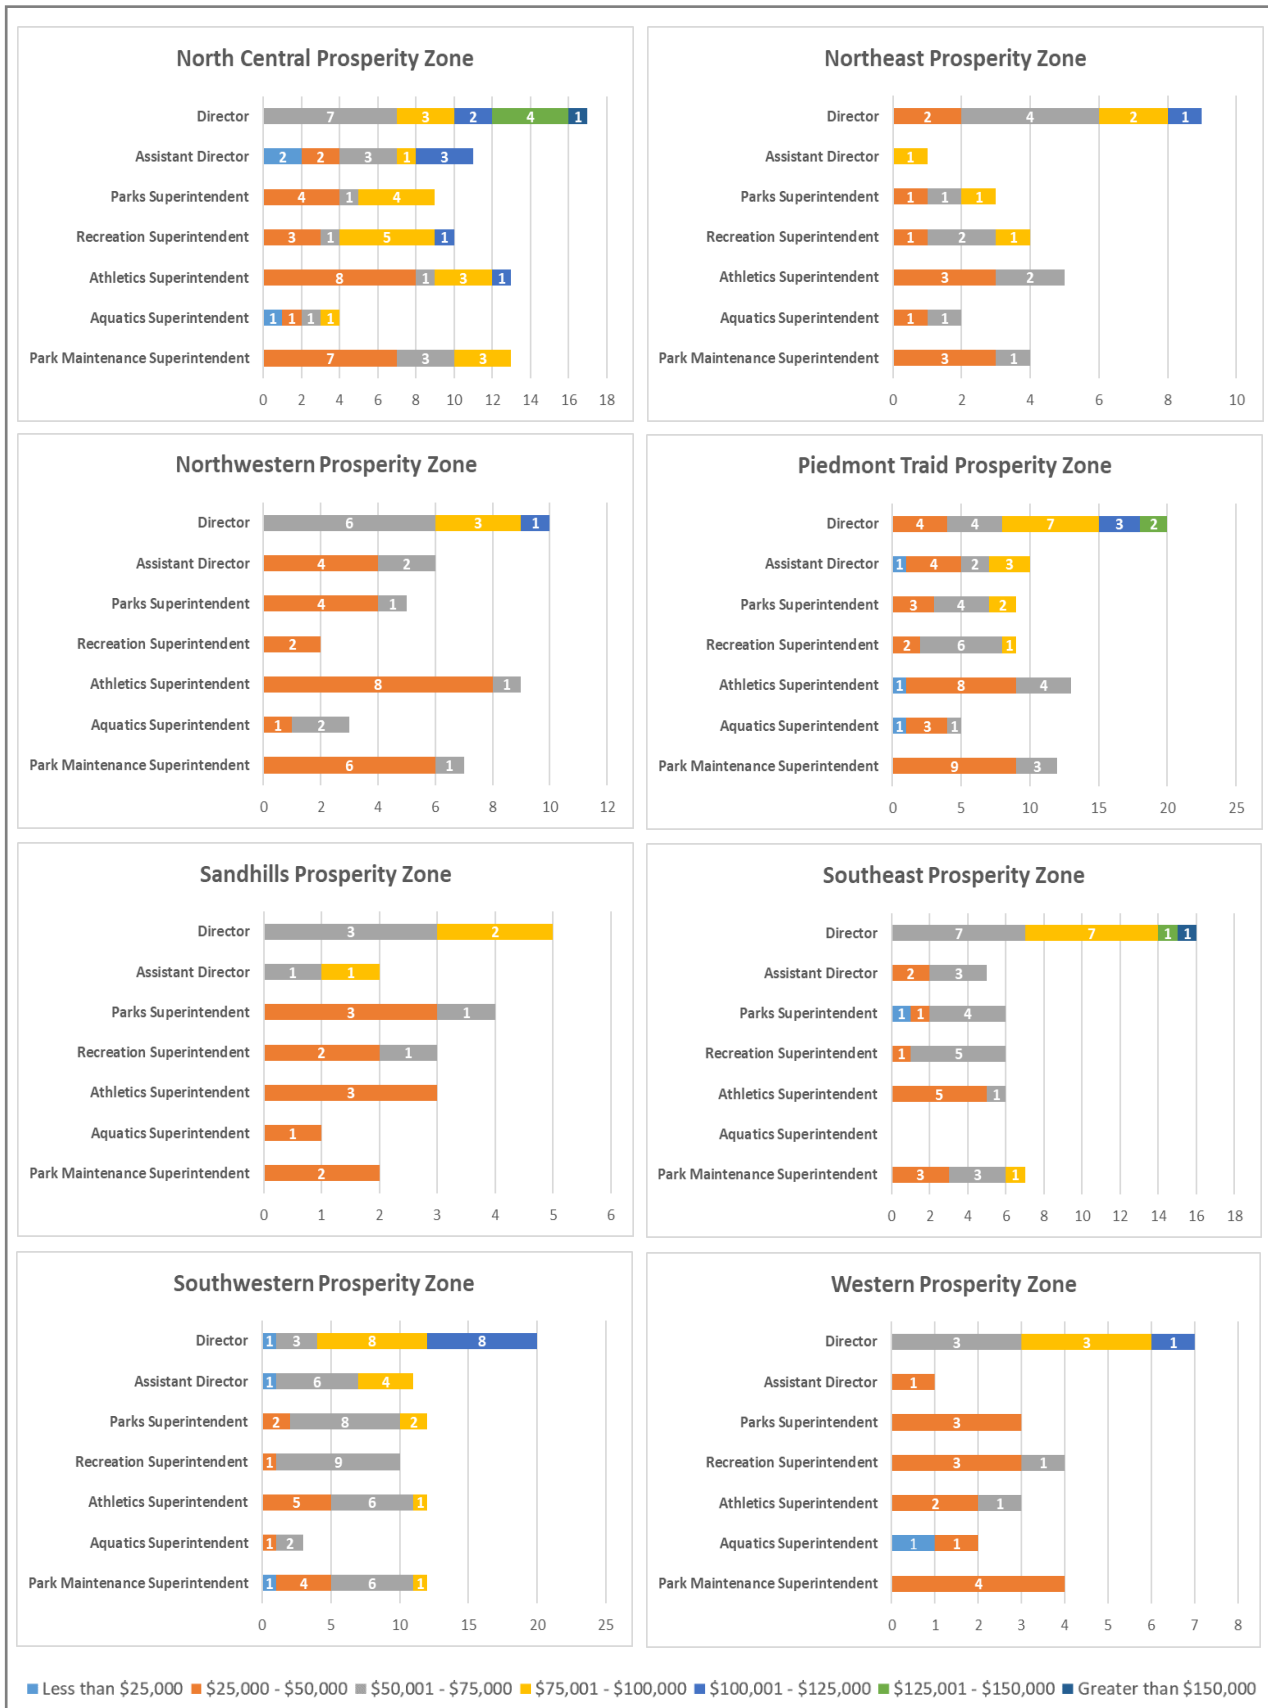 North Central Prosperity Zone
Director 7 3 2 4 1
Assistant Director 2 2 3 1 3
Parks Superintendent 4 1 4
Recreation Superintendent 3 1 5 1
Athletics Superintendent 8 1 3 1
Aquatics Superintendent 1 1 1 1
Park Maintenance Superintendent 7 3 3
0 2 4 6 8 10 12 14 16 18
Northeast Prosperity Zone
Director 2 4 2 1
Assistant Director 1
Parks Superintendent 1 1 1
Recreation Superintendent 1 2 1
Athletics Superintendent 3 2
Aquatics Superintendent 1 1
Park Maintenance Superintendent 3 1
0 2 4 6 8 10
Northwestern Prosperity Zone
Director 6 3 1
Assistant Director 4 2
Parks Superintendent 4 1
Recreation Superintendent 2
Athletics Superintendent 8 1
Aquatics Superintendent 1 2
Park Maintenance Superintendent 6 1
0 2 4 6 8 10 12
Piedmont Traid Prosperity Zone
Director 4 4 7 3 2
Assistant Director 1 4 2 3
Parks Superintendent 3 4 2
Recreation Superintendent 2 6 1
Athletics Superintendent 1 8 4
Aquatics Superintendent 1 3 1
Park Maintenance Superintendent 9 3
0 5 10 15 20 25
Sandhills Prosperity Zone
Director 3 2
Assistant Director 1 1
Parks Superintendent 3 1
Recreation Superintendent 2 1
Athletics Superintendent 3
Aquatics Superintendent 1
Park Maintenance Superintendent 2
0 1 2 3 4 5 6
Southeast Prosperity Zone
Director 7 7 1 1
Assistant Director 2 3
Parks Superintendent 1 1 4
Recreation Superintendent 1 5
Athletics Superintendent 5 1
Aquatics Superintendent
Park Maintenance Superintendent 3 3 1
0 2 4 6 8 10 12 14 16 18
Southwestern Prosperity Zone
Director 1 3 8 8
Assistant Director 1 6 4
Parks Superintendent 2 8 2
Recreation Superintendent 1 9
Athletics Superintendent 5 6 1
Aquatics Superintendent 1 2
Park Maintenance Superintendent 1 4 6 1
0 5 10 15 20 25
Western Prosperity Zone
Director 3 3 1
Assistant Director 1
Parks Superintendent 3
Recreation Superintendent 3 1
Athletics Superintendent 2 1
Aquatics Superintendent 1 1
Park Maintenance Superintendent 4
0 1 2 3 4 5 6 7 8
Less than $25,000 $25,000 - $50,000 $50,001 - $75,000 $75,001 - $100,000 $100,001 - $125,000 $125,001 - $150,000 Greater than $150,000